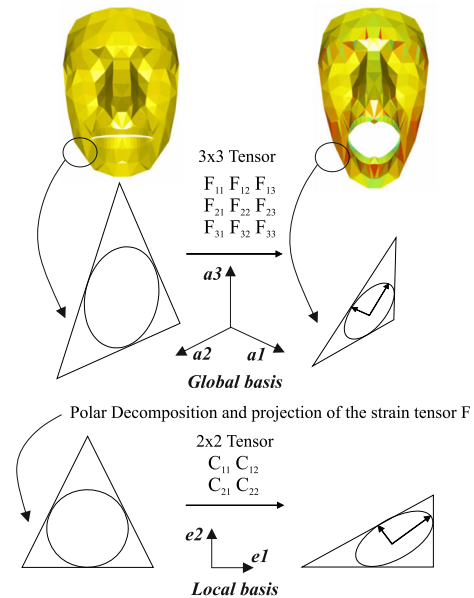 3x3 Tensor
F11 F12 F13
F21 F22 F23
F31 F32 F33
a3
a2 a1
Global basis
Polar Decomposition and projection of the strain tensor F
2x2 Tensor
C11 C12
C21 C22
e2
e1
Local basis